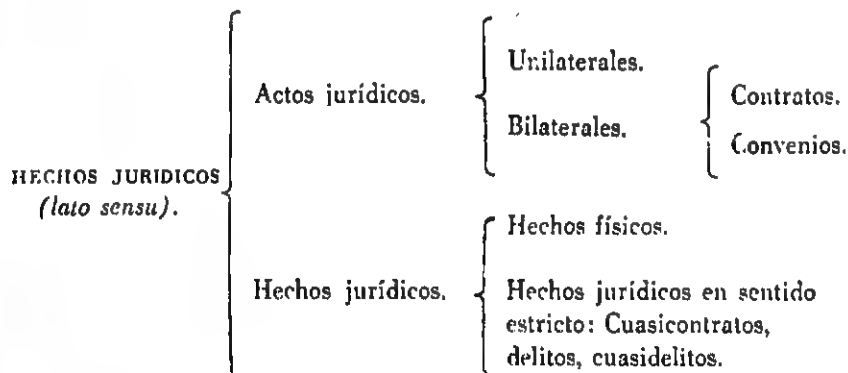 HECHOS JURIDICOS
(lato sensu).
Actos jurídicos.
Unilaterales.
Bilaterales.
Contratos.
Convenios.
Hechos jurídicos.
Hechos físicos.
Hechos jurídicos en sentido
estricto: Cuasicontratos,
delitos, cuasidelitos.